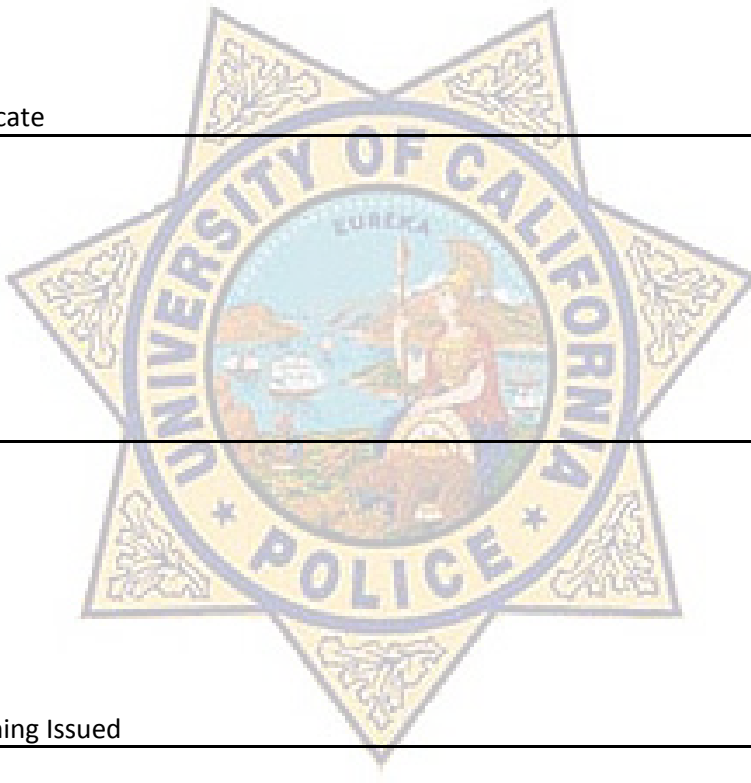 cate
UNIVERSITY OF CALIFORNIA
EUREKA
* POLICE *
ning Issued